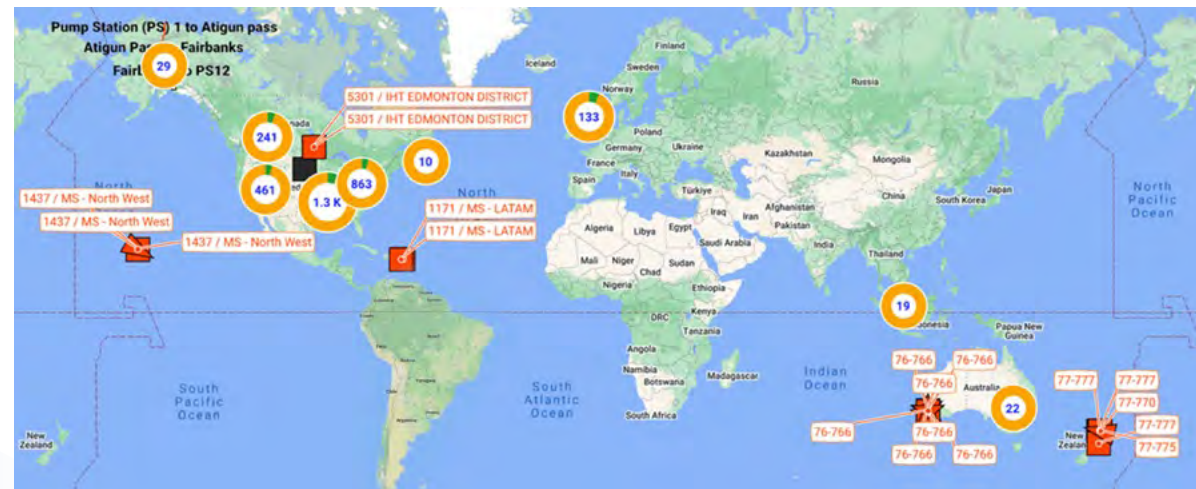 Pump Station (PS) 1 to Atigun pass
Atigun Pa Fairbanks
29
Fairb o PS12
Iceland
Finland
Sweden
Norway
Russia
5301 / IHT EDMONTON DISTRICT
5301 / IHT EDMONTON DISTRICT
133
nada
241
Poland
Germany
Ukraine
Kazakhstan
Mongolia
10
France
Italy
Spain
Türkiye
461
863
1.3 K
North
North
1437 / MS - North West
1437 / MS - North West
1437 / MS - North West
1171 / MS - LATAM
1171 / MS - LATAM
China
South Korea
Japan
North
Pacific
Ocean
Iraq
Iran
Afghanistan
Pakistan
Algeria
Libya
Egypt
Saudi Arabia
India
Mali
Niger
Chad
Sudan
Thailand
Nigeria
Ethiopia
Kenya
DRC
Tanzania
19
onesia
Papua New
Guinea
Angola
Namibia
Botswana
Madagascar
South Africa
Indian
Ocean
South
Pacific
Ocean
South
Atlantic
Ocean
76-766
76-766
76-766
Australia
22
76-766
76-766
76-766
76-766
77-777
77-777
77-770
77-777
77-775
New
Zealan
New
Zealand